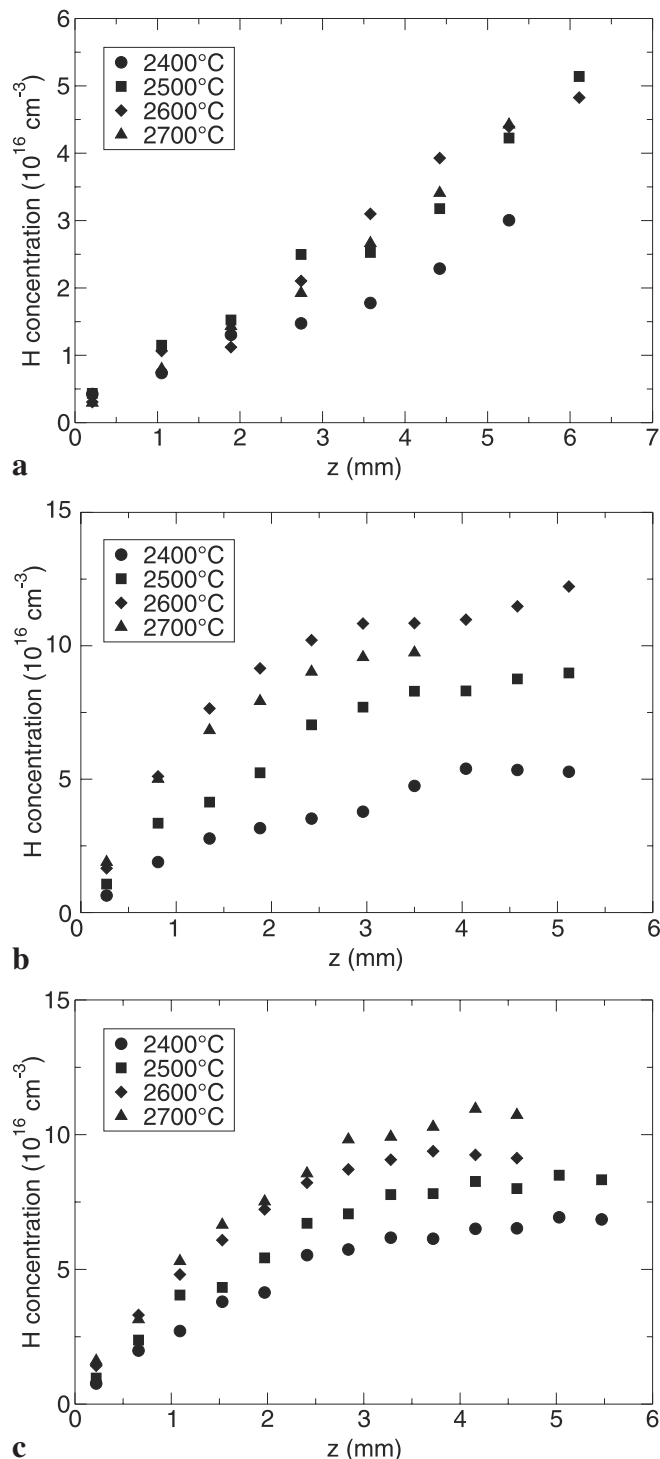 6
5
4
3
2
1
0
H concentration (10^16 cm^-3)
2400°C
2500°C
2600°C
2700°C
0 1 2 3 4 5 6 7
z (mm)
a
15
10
5
0
H concentration (10^16 cm^-3)
2400°C
2500°C
2600°C
2700°C
0 1 2 3 4 5 6
z (mm)
b
15
10
5
0
H concentration (10^16 cm^-3)
2400°C
2500°C
2600°C
2700°C
0 1 2 3 4 5 6
z (mm)
c